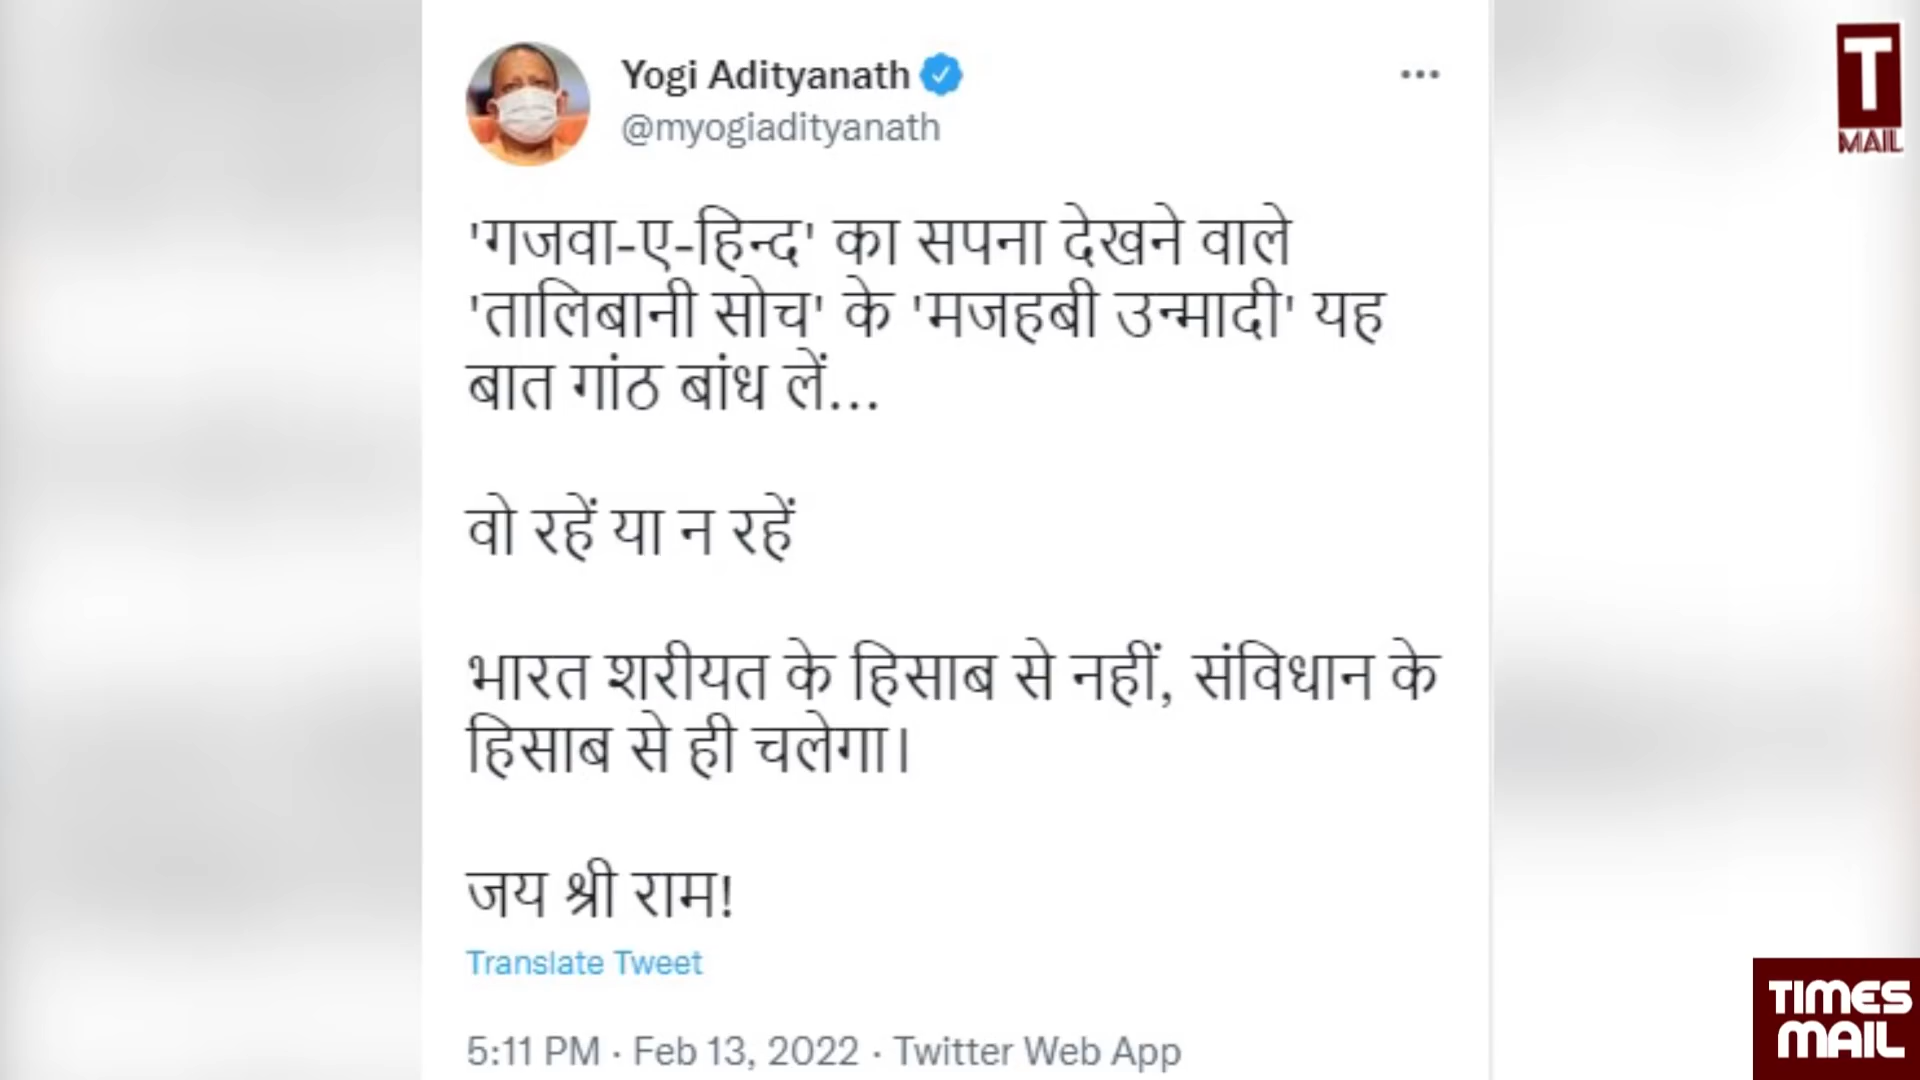 Yogi Adityanath
@myogiadityanath
'गजवा-ए-हिन्द' का सपना देखने वाले
'तालिबानी सोच' के 'मजहबी उन्मादी' यह
बात गांठ बांध लें...
वो रहें या न रहें
भारत शरीयत के हिसाब से नहीं, संविधान के
हिसाब से ही चलेगा।
जय श्री राम!
Translate Tweet
5:11 PM · Feb 13, 2022 · Twitter Web App
T
MAIL
TIMES
MAIL